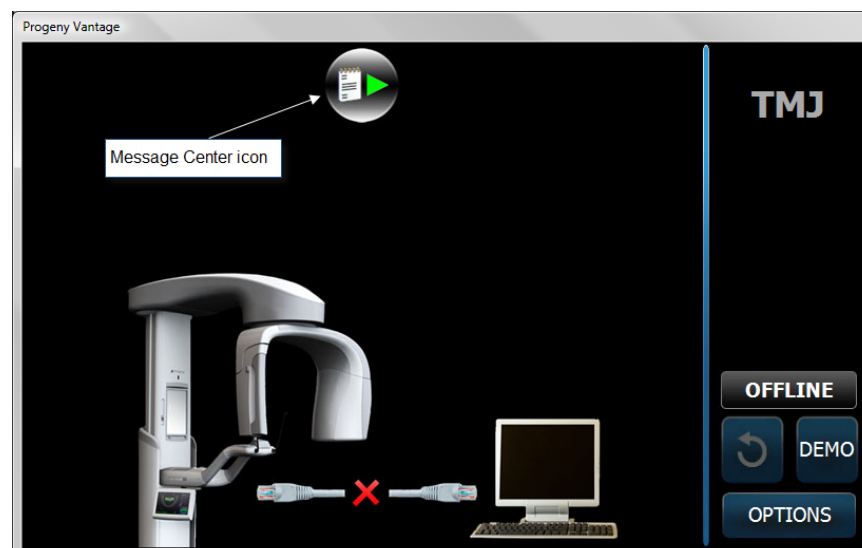 Progeny Vantage
Message Center icon
TMJ
OFFLINE
DEMO
OPTIONS